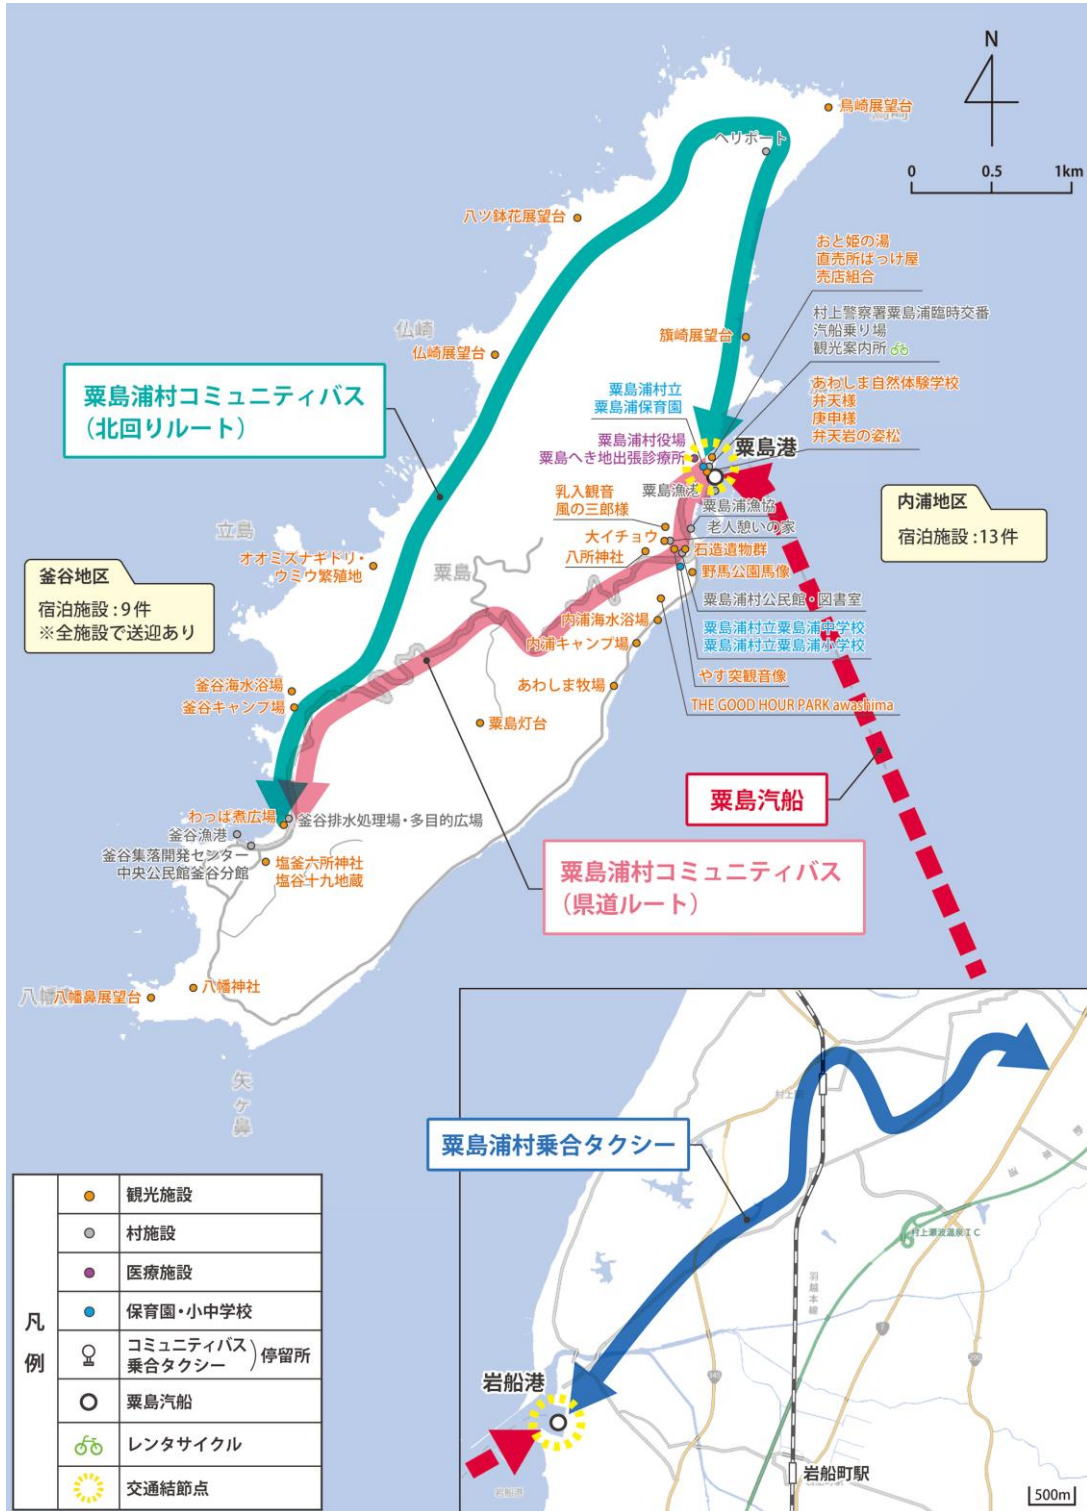 N
鳥崎展望台
鳥崎
ヘリポート
0 0.5 1km
八ツ鉢花展望台
おと姫の湯
直売所ばっけ屋
売店組合
村上警察署粟島浦臨時交番
汽船乗り場
観光案内所
仏崎
仏崎展望台
籏崎展望台
粟島浦村コミュニティバス
(北回りルート)
粟島浦村立
粟島浦保育園
あわしま自然体験学校
弁天様
庚申様
弁天岩の姿松
粟島浦村役場
粟島へき地出張診療所
粟島港
粟島漁港
粟島浦漁協
老人憩いの家
内浦地区
宿泊施設:13件
乳入観音
風の三郎様
大イチョウ
八所神社
石造遺物群
野馬公園馬像
粟島浦村公民館・図書室
立島
オオミズナギドリ・
ウミウ繁殖地
粟島
釜谷地区
宿泊施設:9件
※全施設で送迎あり
内浦海水浴場
内浦キャンプ場
粟島浦村立粟島浦中学校
粟島浦村立粟島浦小学校
やす突観音像
あわしま牧場
THE GOOD HOUR PARK awashima
釜谷海水浴場
釜谷キャンプ場
粟島灯台
粟島汽船
わっぱ煮広場
釜谷排水処理場・多目的広場
釜谷漁港
釜谷集落開発センター
中央公民館釜谷分館
塩釜六所神社
塩谷十九地蔵
粟島浦村コミュニティバス
(県道ルート)
八幡鼻展望台
八幡神社
矢ヶ鼻
村上駅
粟島浦村乗合タクシー
村上瀬波温泉IC
羽越本線
7
345
290
岩船港
岩船港
岩船町駅
500m
凡例
観光施設
村施設
医療施設
保育園・小中学校
コミュニティバス
乗合タクシー
停留所
粟島汽船
レンタサイクル
交通結節点